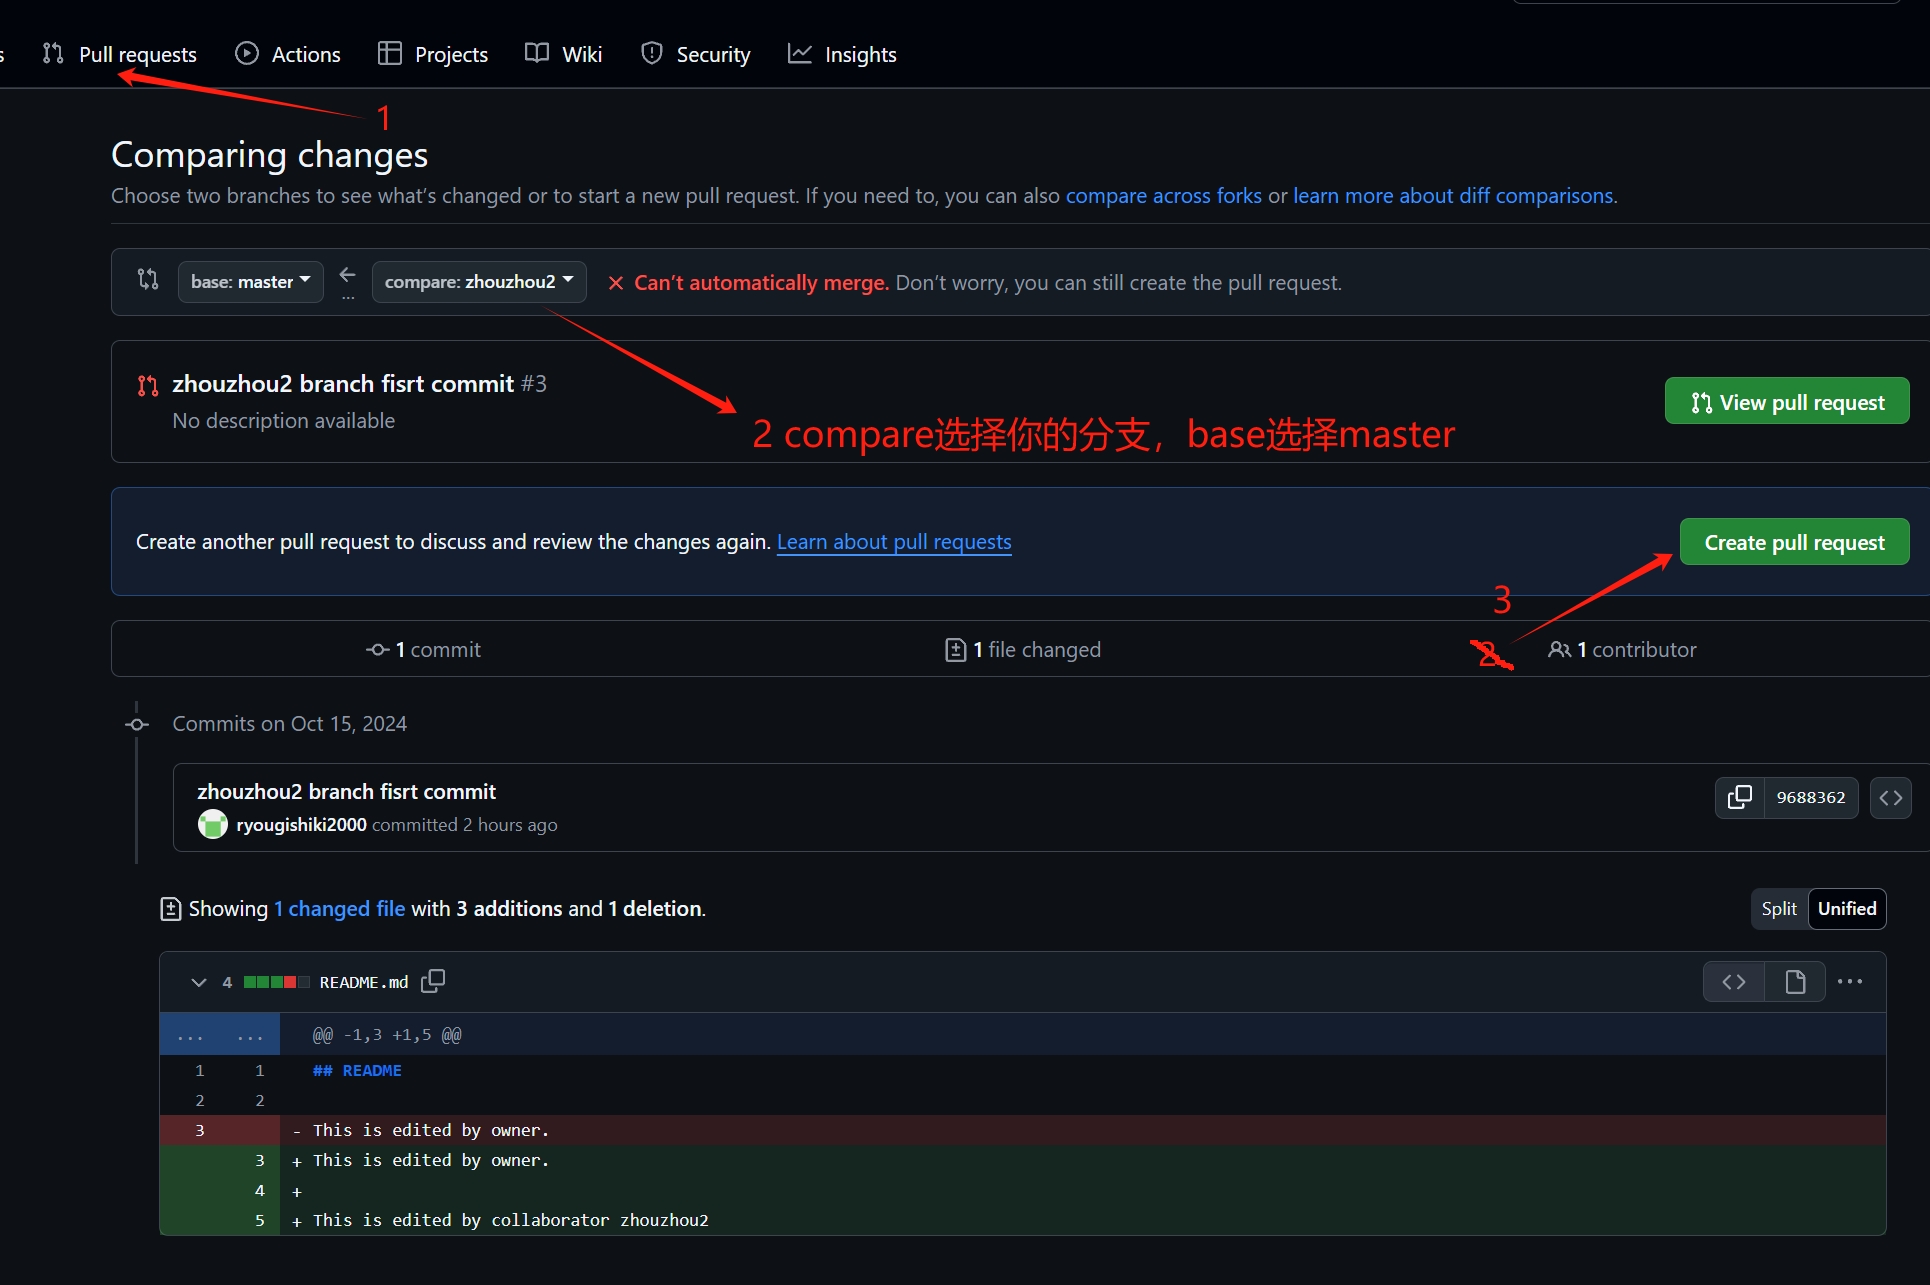 s Pull requests Actions Projects Wiki Security Insights
1
Comparing changes
Choose two branches to see what's changed or to start a new pull request. If you need to, you can also compare across forks or learn more about diff comparisons.
base: master compare: zhouzhou2 Can't automatically merge. Don't worry, you can still create the pull request.
...
zhouzhou2 branch fisrt commit #3
No description available
View pull request
2 compare选择你的分支，base选择master
Create another pull request to discuss and review the changes again. Learn about pull requests
Create pull request
3
2
1 commit 1 file changed 1 contributor
Commits on Oct 15, 2024
zhouzhou2 branch fisrt commit
ryougishiki2000 committed 2 hours ago
9688362
Showing 1 changed file with 3 additions and 1 deletion.
Split Unified
4 README.md
... ... @@ -1,3 +1,5 @@
1 1 ## README
2 2
3 - This is edited by owner.
3 + This is edited by owner.
4 +
5 + This is edited by collaborator zhouzhou2